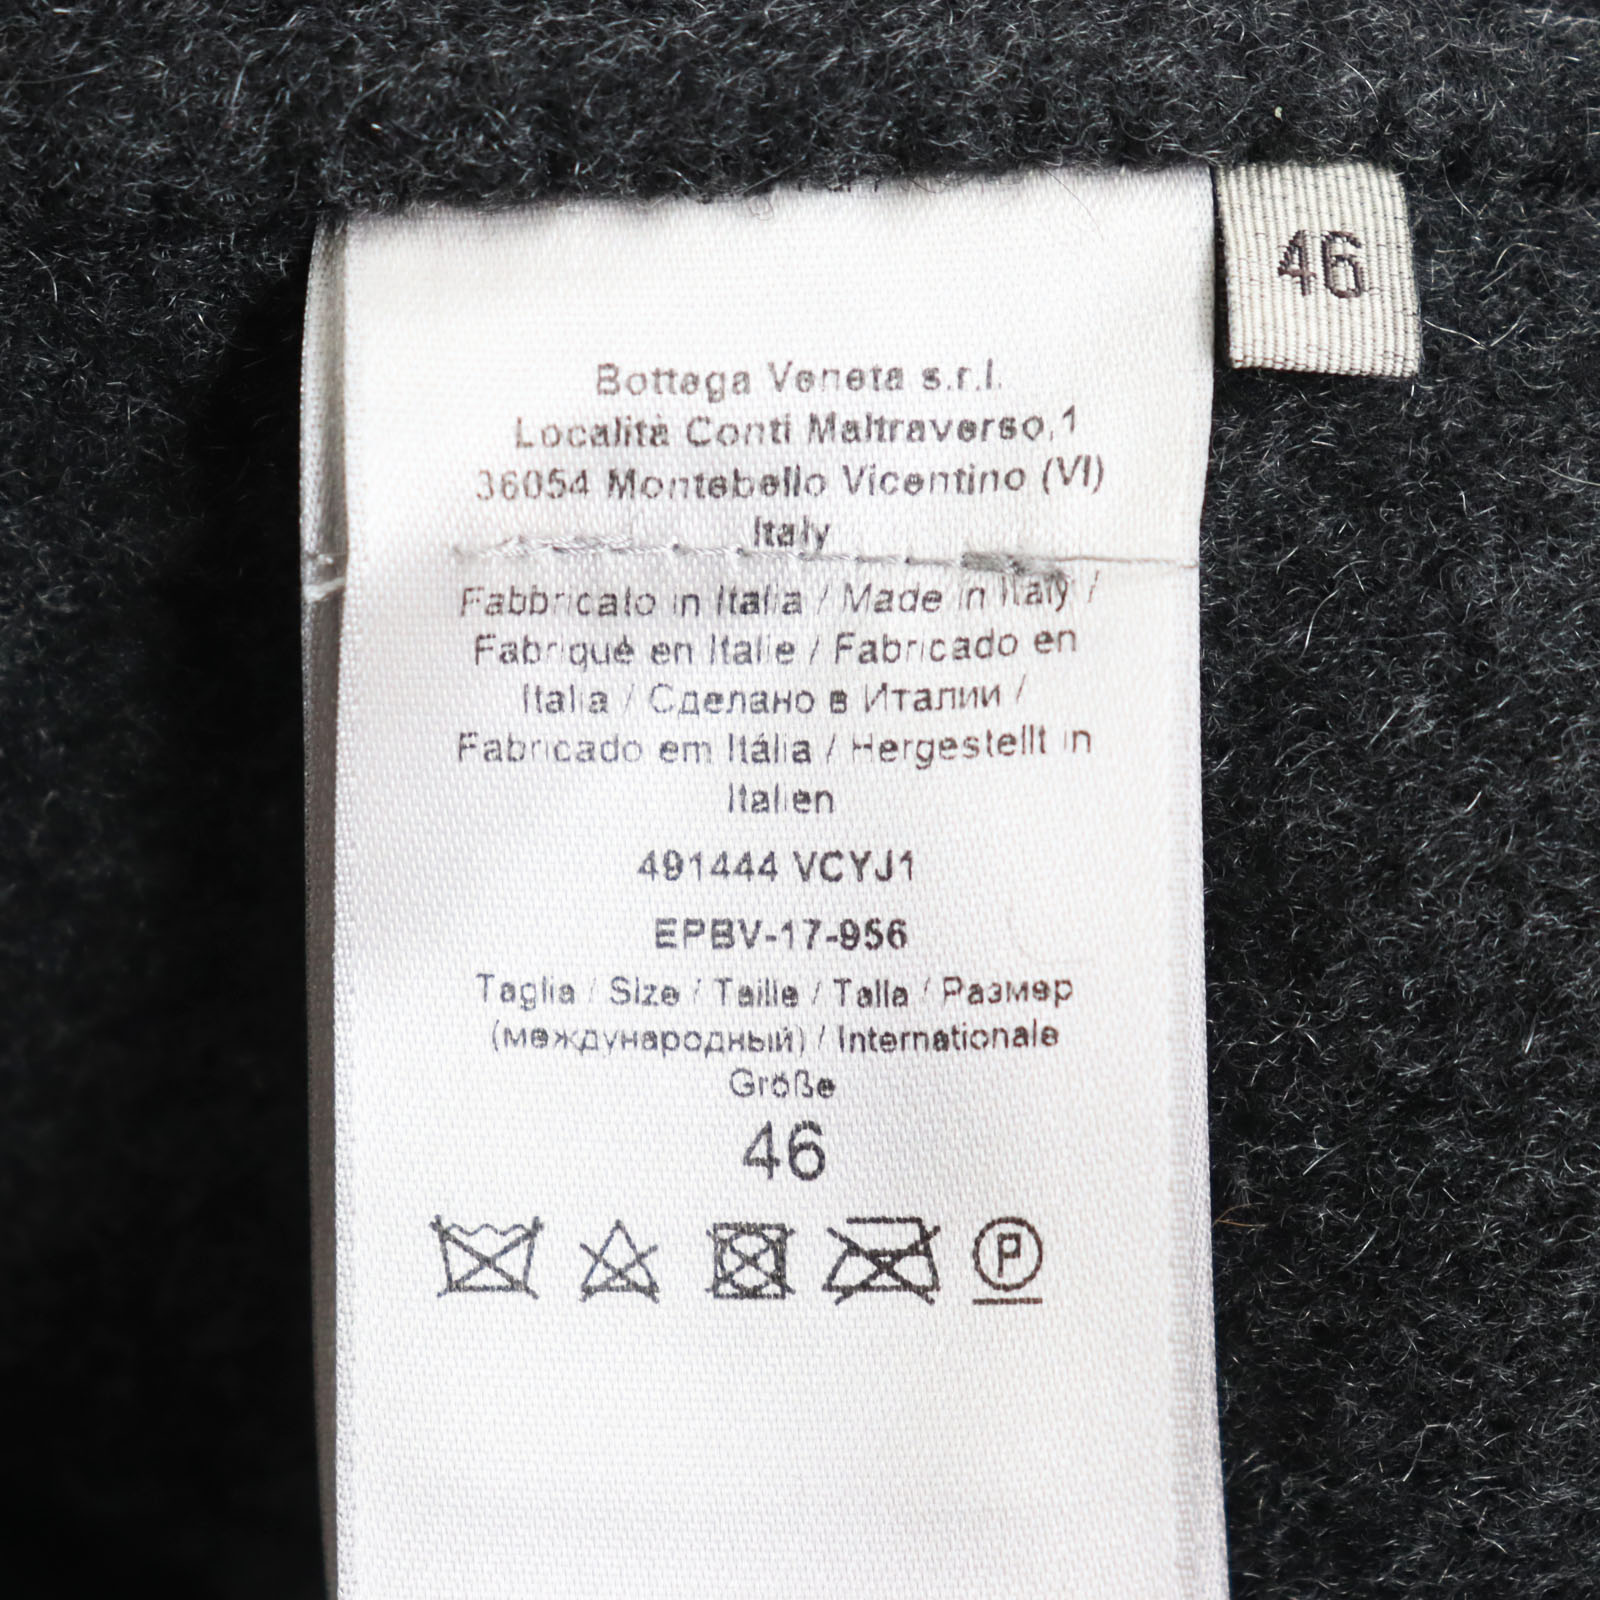 46
Bottega Veneta s.r.l.
Località Conti Maltraverso,1
36054 Montebello Vicentino (VI)
Italy
Fabbricato in Italia / Made in Italy /
Fabriqué en Italie / Fabricado en
Italia / Сделано в Италии /
Fabricado em Itália / Hergestellt in
Italien
491444 VCYJ1
EPBV-17-956
Taglia / Size / Taille / Talla / Размер
(международный) / Internationale
Größe
46
P